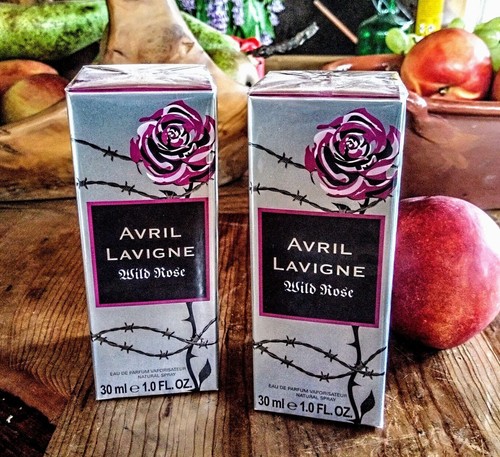 AVRIL
LAVIGNE
Wild Rose
EAU DE PARFUM VAPORISATEUR
NATURAL SPRAY
30 ml e 1.0 FL. OZ.
AVRIL
LAVIGNE
Wild Rose
EAU DE PARFUM VAPORISATEUR
NATURAL SPRAY
30 ml e 1.0 FL. OZ.